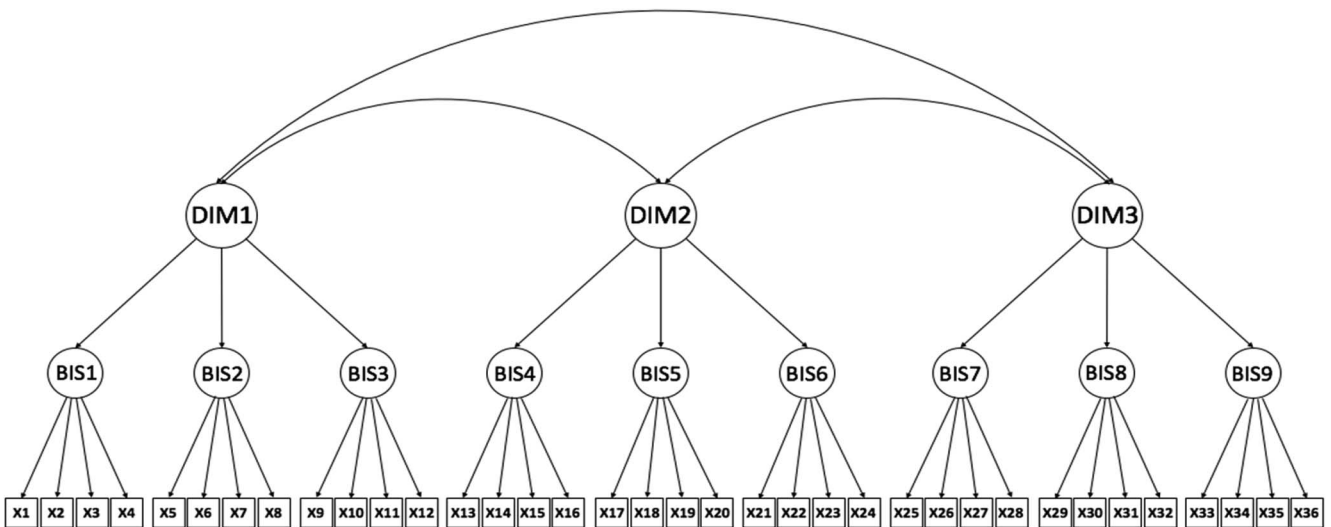 DIM1 DIM2 DIM3
BIS1 BIS2 BIS3 BIS4 BIS5 BIS6 BIS7 BIS8 BIS9
X1 X2 X3 X4 X5 X6 X7 X8 X9 X10 X11 X12 X13 X14 X15 X16 X17 X18 X19 X20 X21 X22 X23 X24 X25 X26 X27 X28 X29 X30 X31 X32 X33 X34 X35 X36